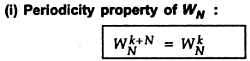 (i) Periodicity property of W_N :
W_N^{k+N} = W_N^k